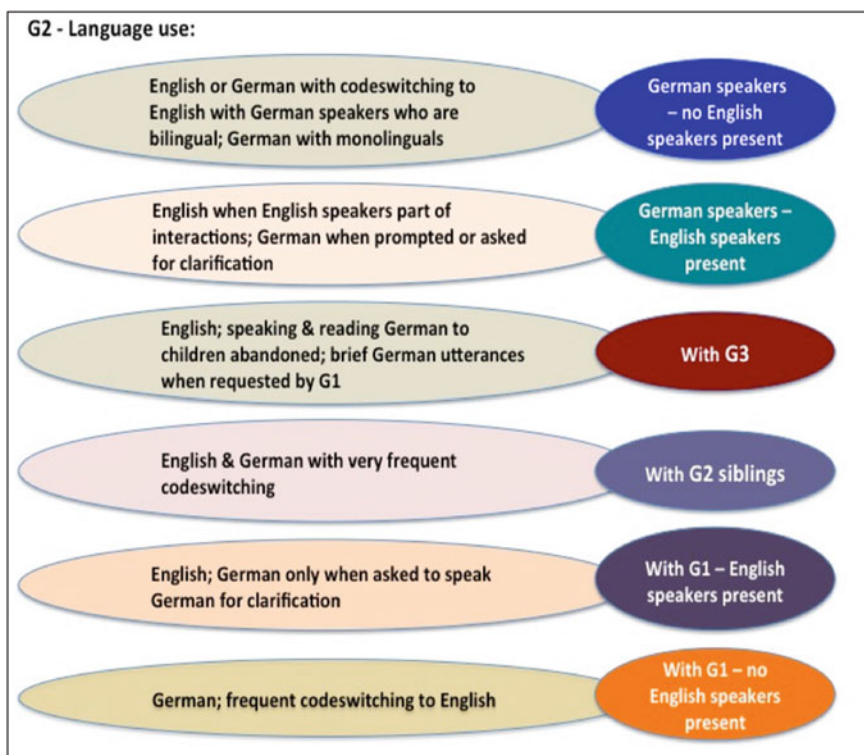 G2 - Language use:
English or German with codeswitching to
English with German speakers who are
bilingual; German with monolinguals
German speakers
– no English
speakers present
English when English speakers part of
interactions; German when prompted or asked
for clarification
German speakers –
English speakers
present
English; speaking & reading German to
children abandoned; brief German utterances
when requested by G1
With G3
English & German with very frequent
codeswitching
With G2 siblings
English; German only when asked to speak
German for clarification
With G1 – English
speakers present
German; frequent codeswitching to English
With G1 – no
English speakers
present